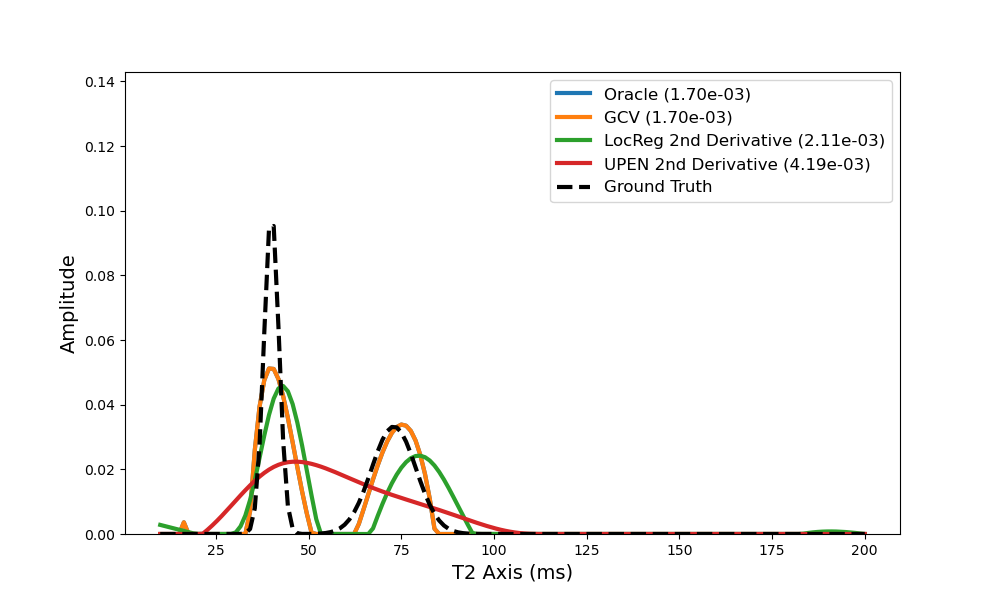 0.14
0.12
0.10
0.08
0.06
0.04
0.02
0.00
Amplitude
25 50 75 100 125 150 175 200
T2 Axis (ms)
Oracle (1.70e-03)
GCV (1.70e-03)
LocReg 2nd Derivative (2.11e-03)
UPEN 2nd Derivative (4.19e-03)
Ground Truth